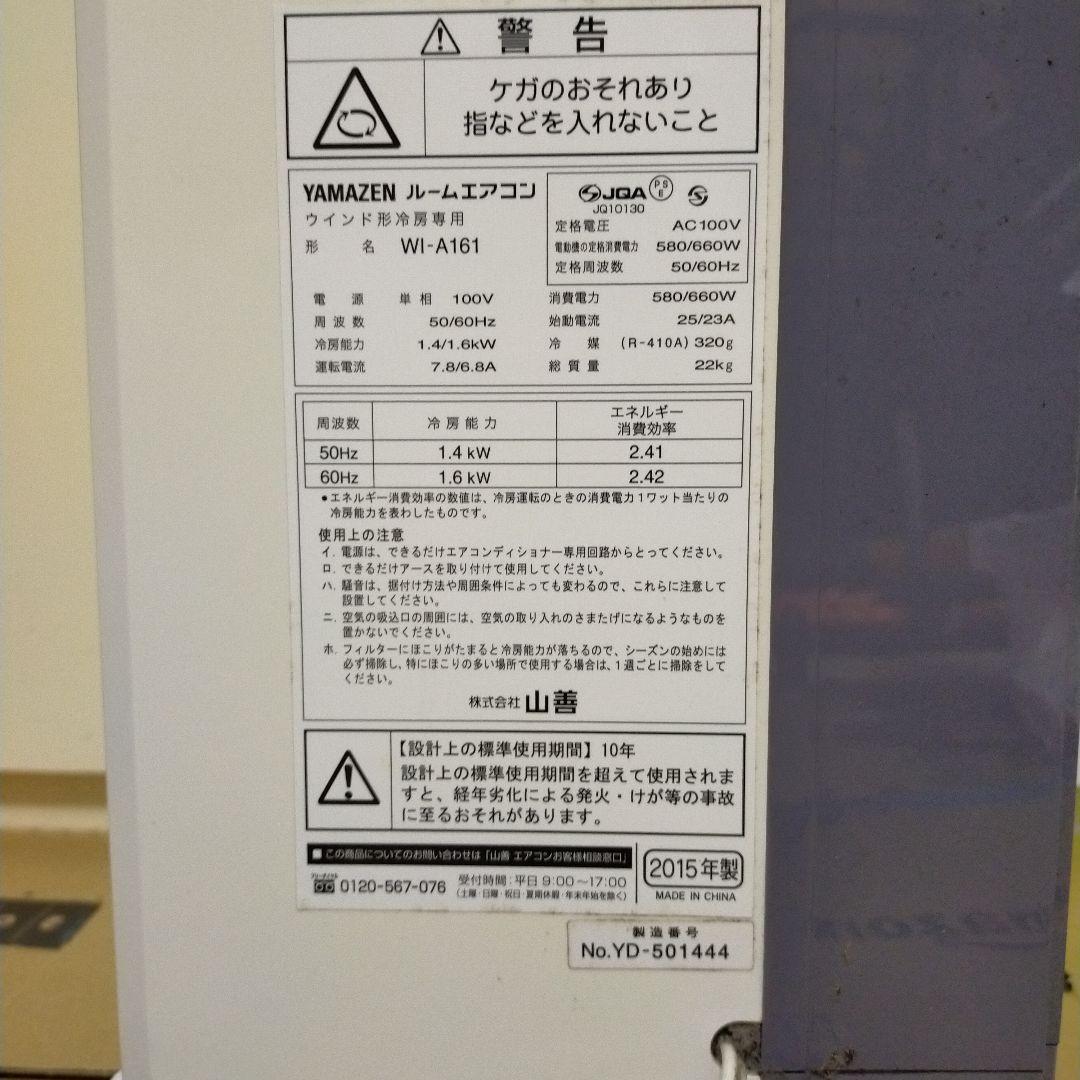 警告
ケガのおそれあり
指などを入れないこと
YAMAZEN ルームエアコン
ウインド形冷房専用
形名 WI-A161
JQA PSE
JQ10130
定格電圧 AC100V
電動機の定格消費電力 580/660W
定格周波数 50/60Hz
電源 単相 100V 消費電力 580/660W
周波数 50/60Hz 始動電流 25/23A
冷房能力 1.4/1.6kW 冷媒 (R-410A) 320g
運転電流 7.8/6.8A 総質量 22kg
周波数 冷房能力 エネルギー
消費効率
50Hz 1.4 kW 2.41
60Hz 1.6 kW 2.42
●エネルギー消費効率の数値は、冷房運転のときの消費電力1ワット当たりの
冷房能力を表わしたものです。
使用上の注意
イ. 電源は、できるだけエアコンディショナー専用回路からとってください。
ロ. できるだけアースを取り付けて使用してください。
ハ. 騒音は、据付け方法や周囲条件によっても変わるので、これらに注意して
設置してください。
ニ. 空気の吸込口の周囲には、空気の取り入れのさまたげになるようなものを
置かないでください。
ホ. フィルターにほこりがたまると冷房能力が落ちるので、シーズンの始めには
必ず掃除し、特にほこりの多い場所で使用する場合は、1週ごとに掃除をして
ください。
株式会社 山善
【設計上の標準使用期間】10年
設計上の標準使用期間を超えて使用されま
すと、経年劣化による発火・けが等の事故
に至るおそれがあります。
■この商品についてのお問い合わせは「山善 エアコンお客様相談窓口」
フリーダイヤル 0120-567-076 受付時間:平日 9:00〜17:00
(土曜・日曜・祝日・夏期休暇・年末年始を除く)
2015年製
MADE IN CHINA
製造番号
No.YD-501444